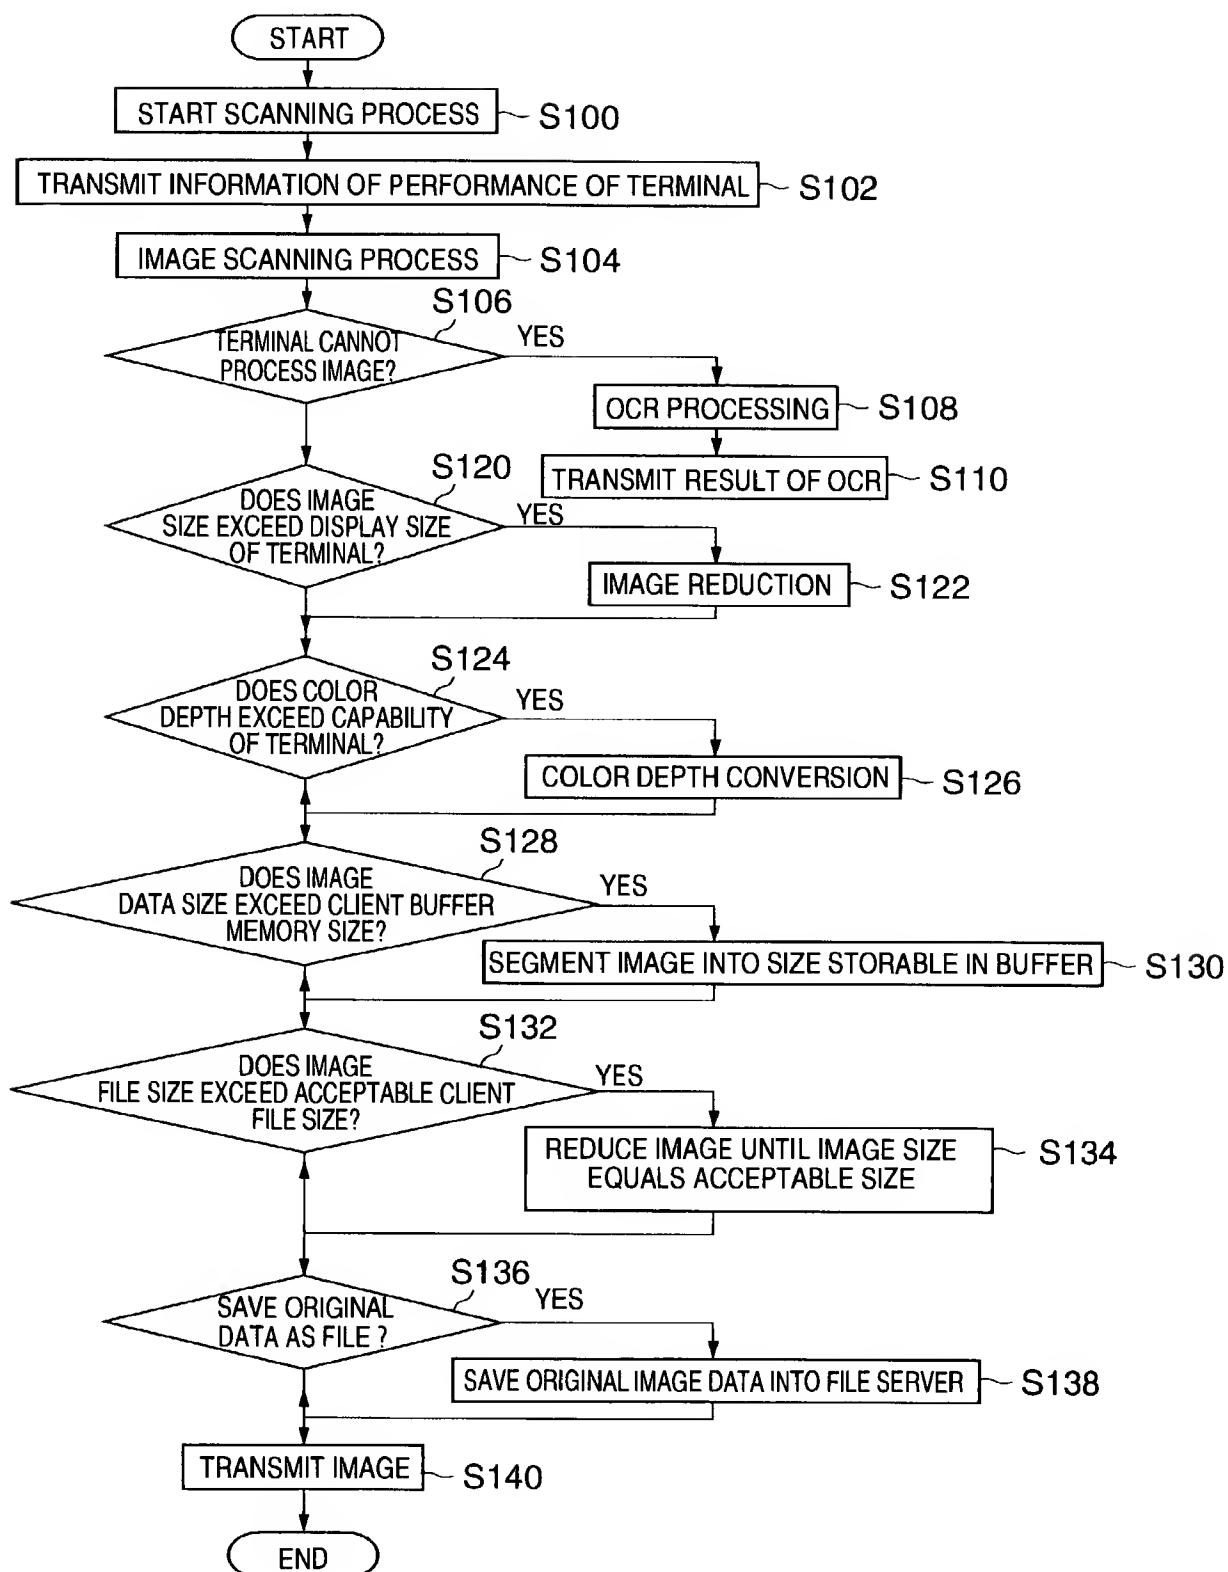 START
START SCANNING PROCESS
S100
TRANSMIT INFORMATION OF PERFORMANCE OF TERMINAL
S102
IMAGE SCANNING PROCESS
S104
S106
TERMINAL CANNOT
PROCESS IMAGE?
YES
OCR PROCESSING
S108
TRANSMIT RESULT OF OCR
S110
S120
DOES IMAGE
SIZE EXCEED DISPLAY SIZE
OF TERMINAL?
YES
IMAGE REDUCTION
S122
S124
DOES COLOR
DEPTH EXCEED CAPABILITY
OF TERMINAL?
YES
COLOR DEPTH CONVERSION
S126
S128
DOES IMAGE
DATA SIZE EXCEED CLIENT BUFFER
MEMORY SIZE?
YES
SEGMENT IMAGE INTO SIZE STORABLE IN BUFFER
S130
S132
DOES IMAGE
FILE SIZE EXCEED ACCEPTABLE CLIENT
FILE SIZE?
YES
REDUCE IMAGE UNTIL IMAGE SIZE
EQUALS ACCEPTABLE SIZE
S134
S136
SAVE ORIGINAL
DATA AS FILE ?
YES
SAVE ORIGINAL IMAGE DATA INTO FILE SERVER
S138
TRANSMIT IMAGE
S140
END